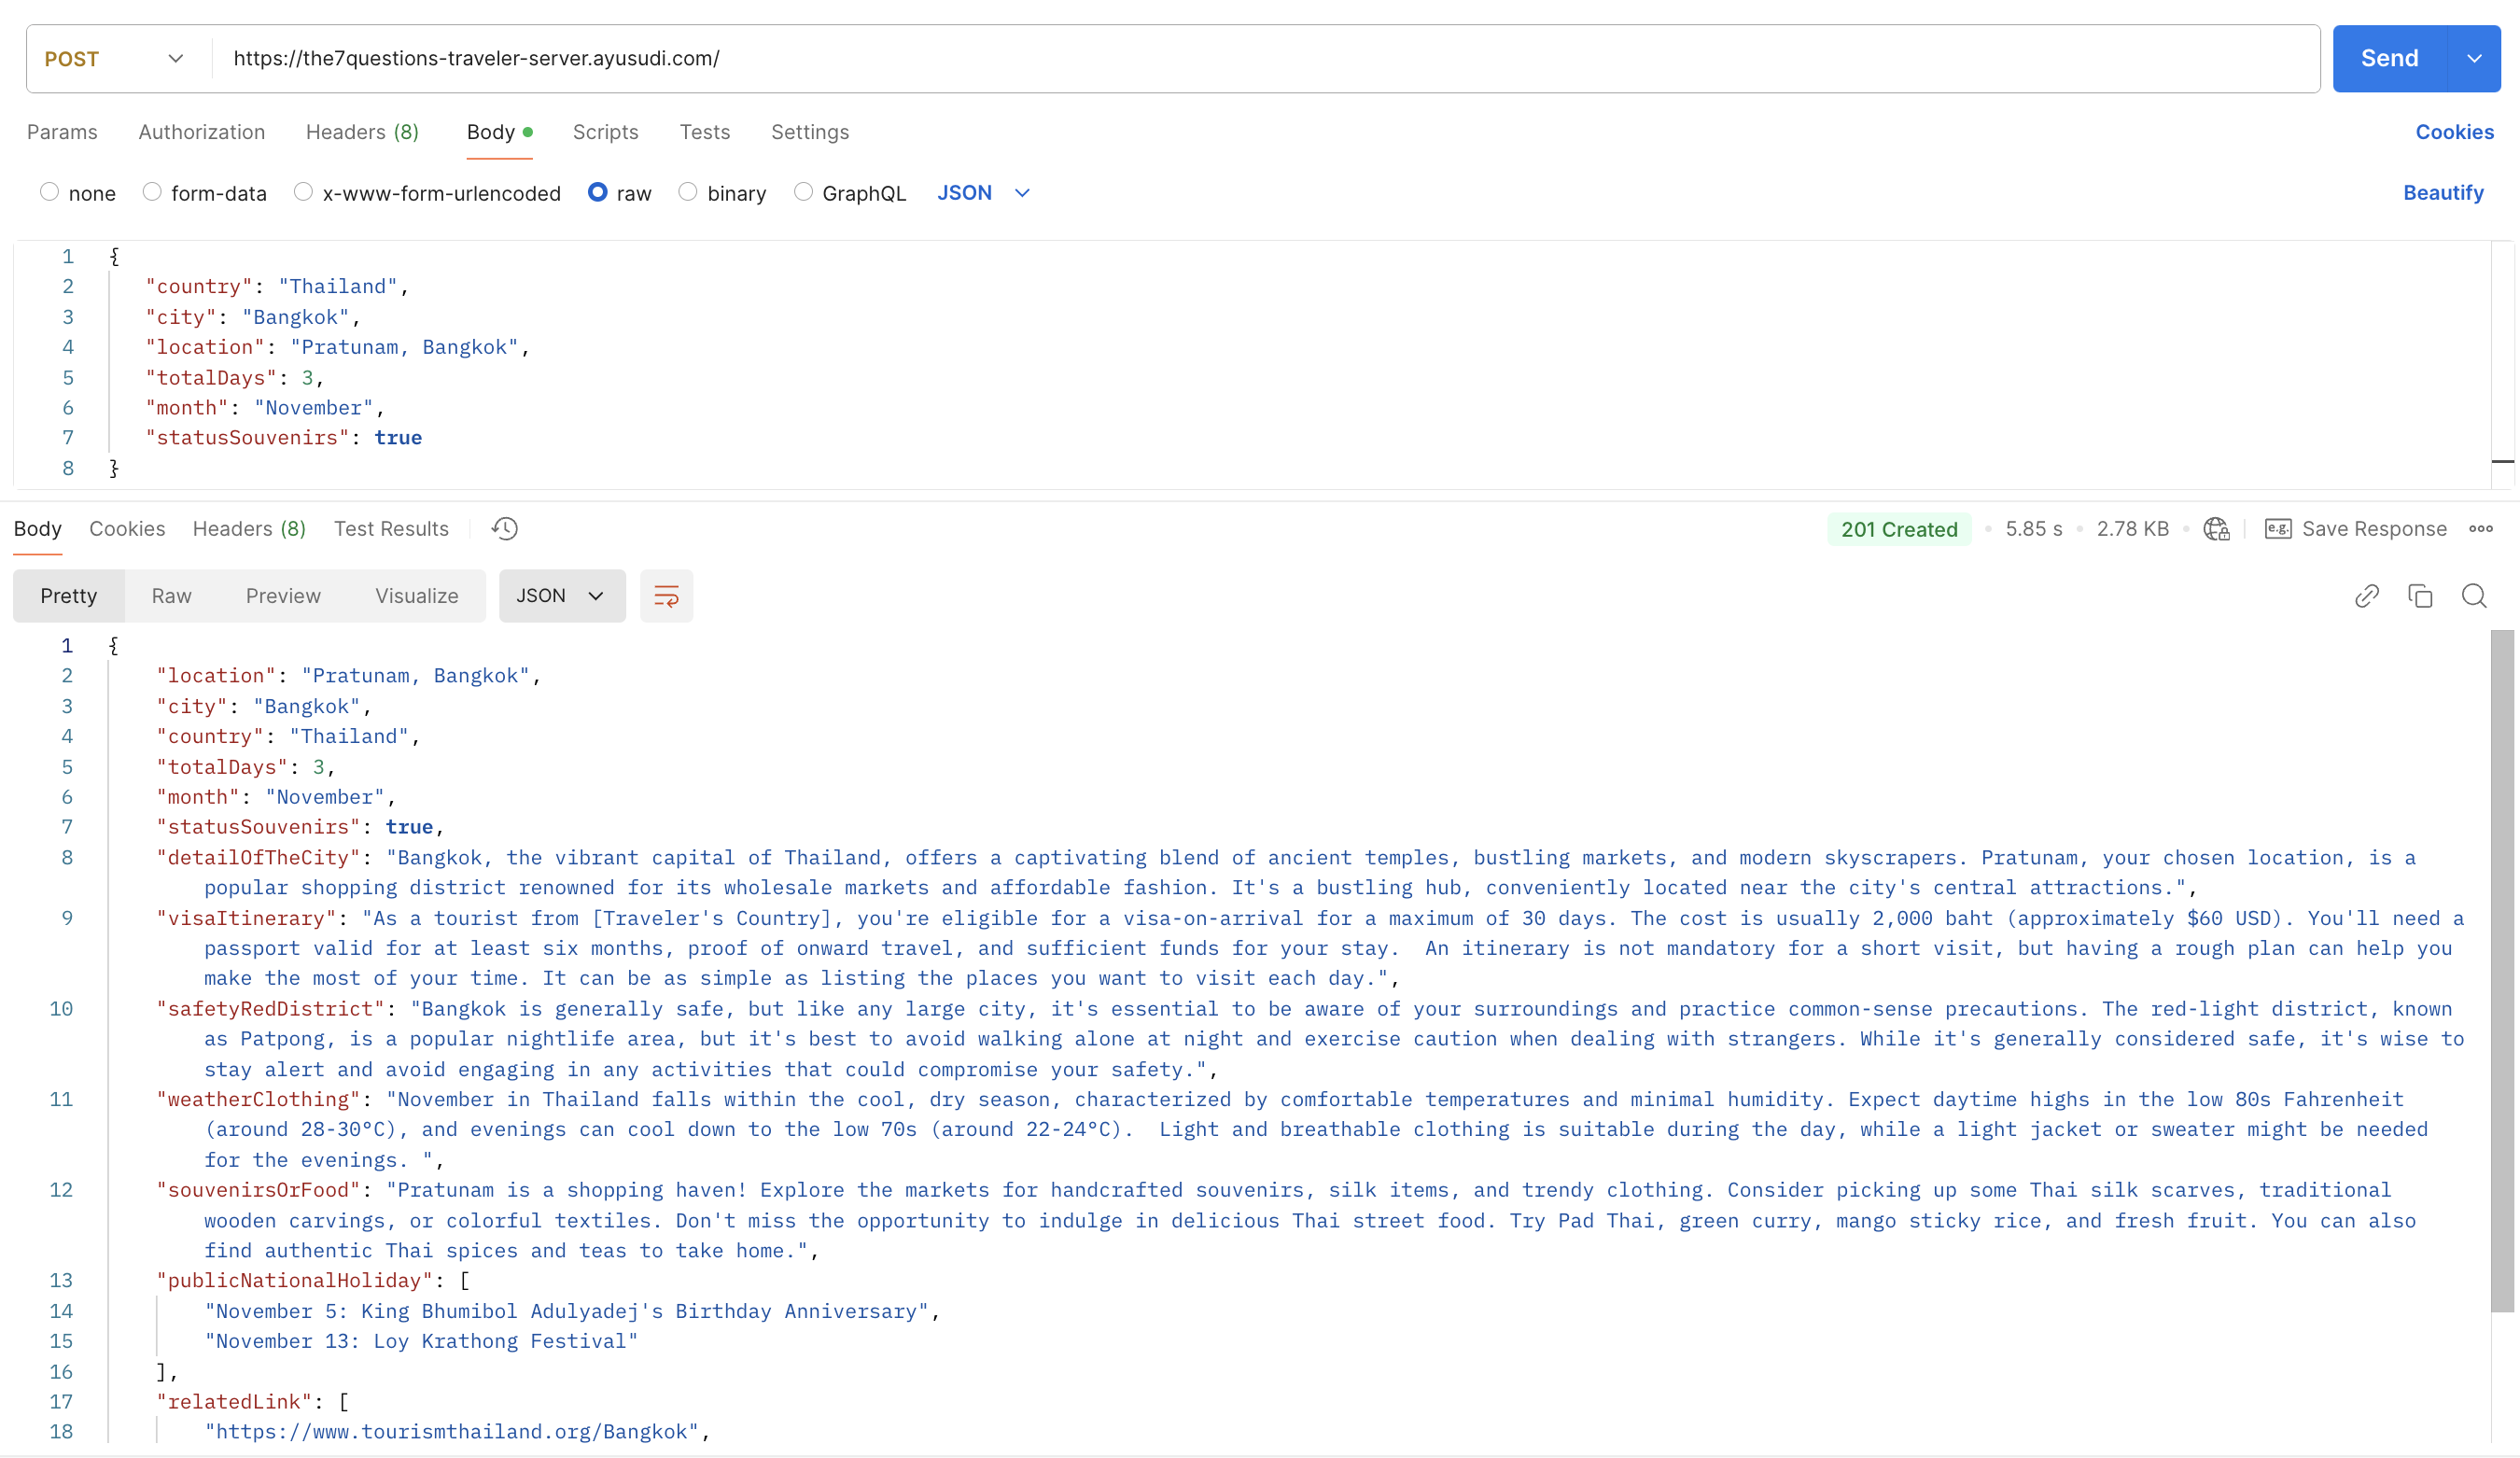 POST https://the7questions-traveler-server.ayusudi.com/ Send
Params Authorization Headers (8) Body Scripts Tests Settings Cookies
none form-data x-www-form-urlencoded raw binary GraphQL JSON Beautify
1 {
2 "country": "Thailand",
3 "city": "Bangkok",
4 "location": "Pratunam, Bangkok",
5 "totalDays": 3,
6 "month": "November",
7 "statusSouvenirs": true
8 }
Body Cookies Headers (8) Test Results 201 Created 5.85 s 2.78 KB e.g. Save Response
Pretty Raw Preview Visualize JSON
1 {
2 "location": "Pratunam, Bangkok",
3 "city": "Bangkok",
4 "country": "Thailand",
5 "totalDays": 3,
6 "month": "November",
7 "statusSouvenirs": true,
8 "detailOfTheCity": "Bangkok, the vibrant capital of Thailand, offers a captivating blend of ancient temples, bustling markets, and modern skyscrapers. Pratunam, your chosen location, is a
popular shopping district renowned for its wholesale markets and affordable fashion. It's a bustling hub, conveniently located near the city's central attractions.",
9 "visaItinerary": "As a tourist from [Traveler's Country], you're eligible for a visa-on-arrival for a maximum of 30 days. The cost is usually 2,000 baht (approximately $60 USD). You'll need a
passport valid for at least six months, proof of onward travel, and sufficient funds for your stay.  An itinerary is not mandatory for a short visit, but having a rough plan can help you
make the most of your time. It can be as simple as listing the places you want to visit each day.",
10 "safetyRedDistrict": "Bangkok is generally safe, but like any large city, it's essential to be aware of your surroundings and practice common-sense precautions. The red-light district, known
as Patpong, is a popular nightlife area, but it's best to avoid walking alone at night and exercise caution when dealing with strangers. While it's generally considered safe, it's wise to
stay alert and avoid engaging in any activities that could compromise your safety.",
11 "weatherClothing": "November in Thailand falls within the cool, dry season, characterized by comfortable temperatures and minimal humidity. Expect daytime highs in the low 80s Fahrenheit
(around 28-30°C), and evenings can cool down to the low 70s (around 22-24°C).  Light and breathable clothing is suitable during the day, while a light jacket or sweater might be needed
for the evenings. ",
12 "souvenirsOrFood": "Pratunam is a shopping haven! Explore the markets for handcrafted souvenirs, silk items, and trendy clothing. Consider picking up some Thai silk scarves, traditional
wooden carvings, or colorful textiles. Don't miss the opportunity to indulge in delicious Thai street food. Try Pad Thai, green curry, mango sticky rice, and fresh fruit. You can also
find authentic Thai spices and teas to take home.",
13 "publicNationalHoliday": [
14 "November 5: King Bhumibol Adulyadej's Birthday Anniversary",
15 "November 13: Loy Krathong Festival"
16 ],
17 "relatedLink": [
18 "https://www.tourismthailand.org/Bangkok",